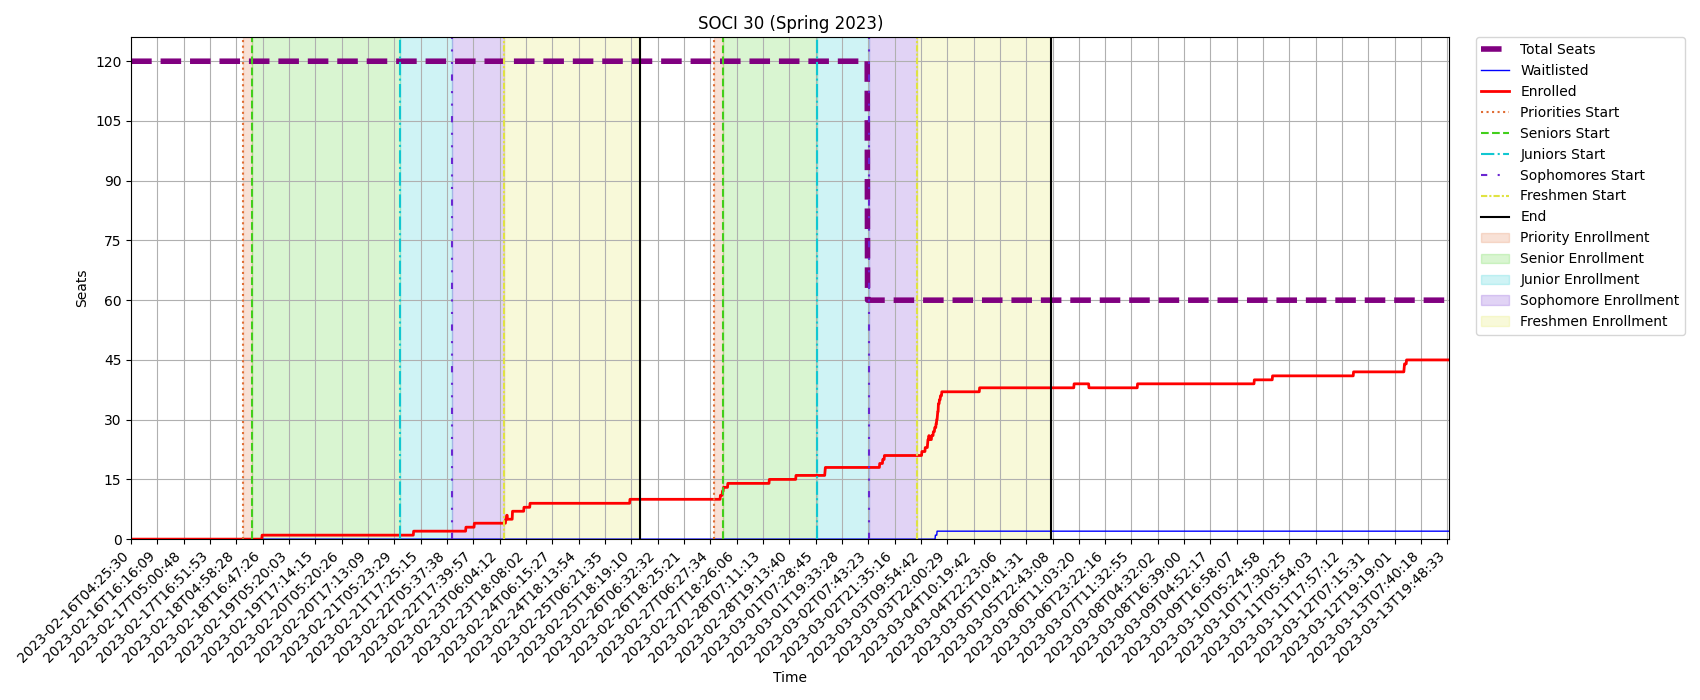 SOCI 30 (Spring 2023)
120
105
90
75
60
45
30
15
0
Seats
2023-02-16T04:25:30
2023-02-16T16:16:09
2023-02-17T05:00:48
2023-02-17T16:51:53
2023-02-18T04:58:28
2023-02-18T16:47:26
2023-02-19T05:20:03
2023-02-19T17:14:15
2023-02-20T05:20:26
2023-02-20T17:13:09
2023-02-21T05:23:29
2023-02-21T17:25:15
2023-02-22T05:37:38
2023-02-22T17:39:57
2023-02-23T06:04:12
2023-02-23T18:08:02
2023-02-24T06:15:27
2023-02-24T18:13:54
2023-02-25T06:21:35
2023-02-25T18:19:10
2023-02-26T06:32:32
2023-02-26T18:25:21
2023-02-27T06:27:34
2023-02-27T18:26:06
2023-02-28T07:11:13
2023-02-28T19:13:40
2023-03-01T07:28:45
2023-03-01T19:33:28
2023-03-02T07:43:23
2023-03-02T21:35:16
2023-03-03T09:54:42
2023-03-03T22:00:29
2023-03-04T10:19:42
2023-03-04T22:23:06
2023-03-05T10:41:31
2023-03-05T22:43:08
2023-03-06T11:03:20
2023-03-06T23:22:16
2023-03-07T11:32:55
2023-03-08T04:32:02
2023-03-08T16:39:00
2023-03-09T04:52:17
2023-03-09T16:58:07
2023-03-10T05:24:58
2023-03-10T17:30:25
2023-03-11T05:54:03
2023-03-11T17:57:12
2023-03-12T07:15:31
2023-03-12T19:19:01
2023-03-13T07:40:18
2023-03-13T19:48:33
Time
Total Seats
Waitlisted
Enrolled
Priorities Start
Seniors Start
Juniors Start
Sophomores Start
Freshmen Start
End
Priority Enrollment
Senior Enrollment
Junior Enrollment
Sophomore Enrollment
Freshmen Enrollment